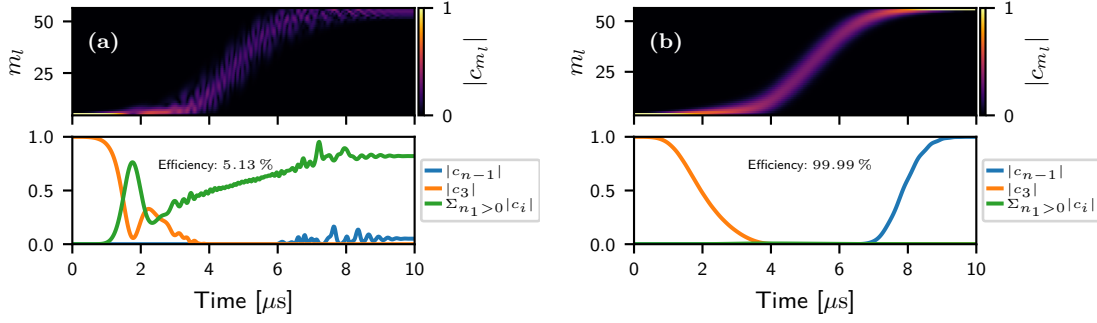 (a)
50
25
m_l
1
0
|c_{m_l}|
1.0
0.5
0.0
Efficiency: 5.13 %
|c_{n−1}|
|c_3|
Σ_{n_1>0}|c_i|
0 2 4 6 8 10
Time [μs]
(b)
50
25
m_l
1
0
|c_{m_l}|
1.0
0.5
0.0
Efficiency: 99.99 %
|c_{n−1}|
|c_3|
Σ_{n_1>0}|c_i|
0 2 4 6 8 10
Time [μs]